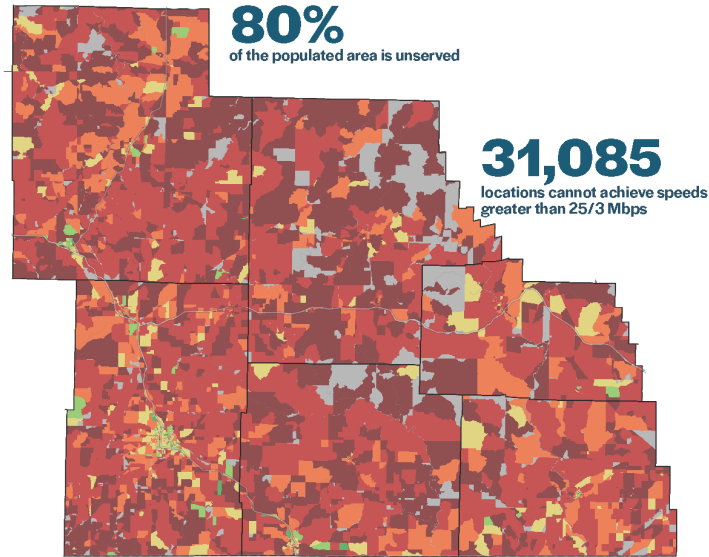 80%
of the populated area is unserved
31,085
locations cannot achieve speeds
greater than 25/3 Mbps